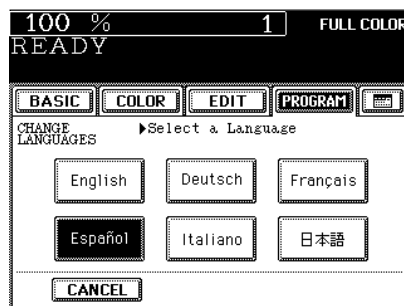 100 % 1 FULL COLOR
READY
BASIC COLOR EDIT PROGRAM
CHANGE LANGUAGES ▶Select a Language
English Deutsch Français
Español Italiano 日本語
CANCEL